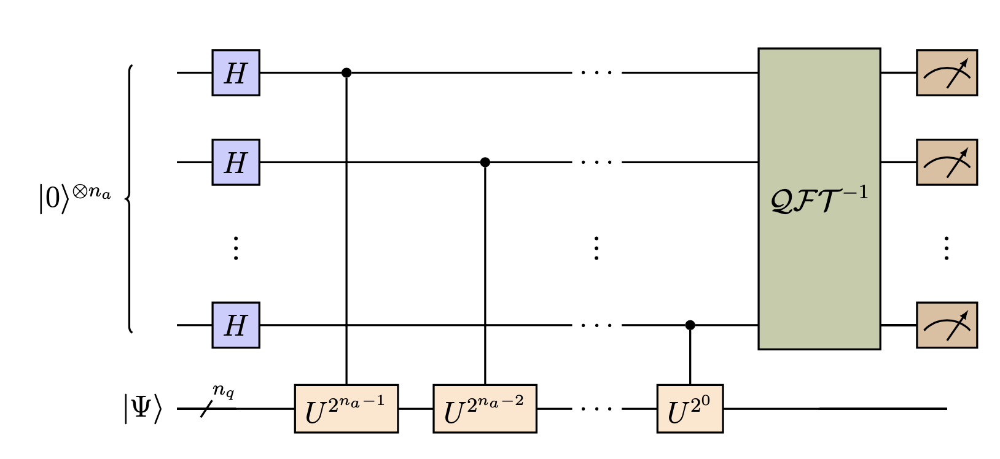 H
H
|0⟩^{⊗n_a}
𝒬ℱ𝒯^{−1}
H
n_q
|Ψ⟩ U^{2^{n_a−1}} U^{2^{n_a−2}} U^{2^0}